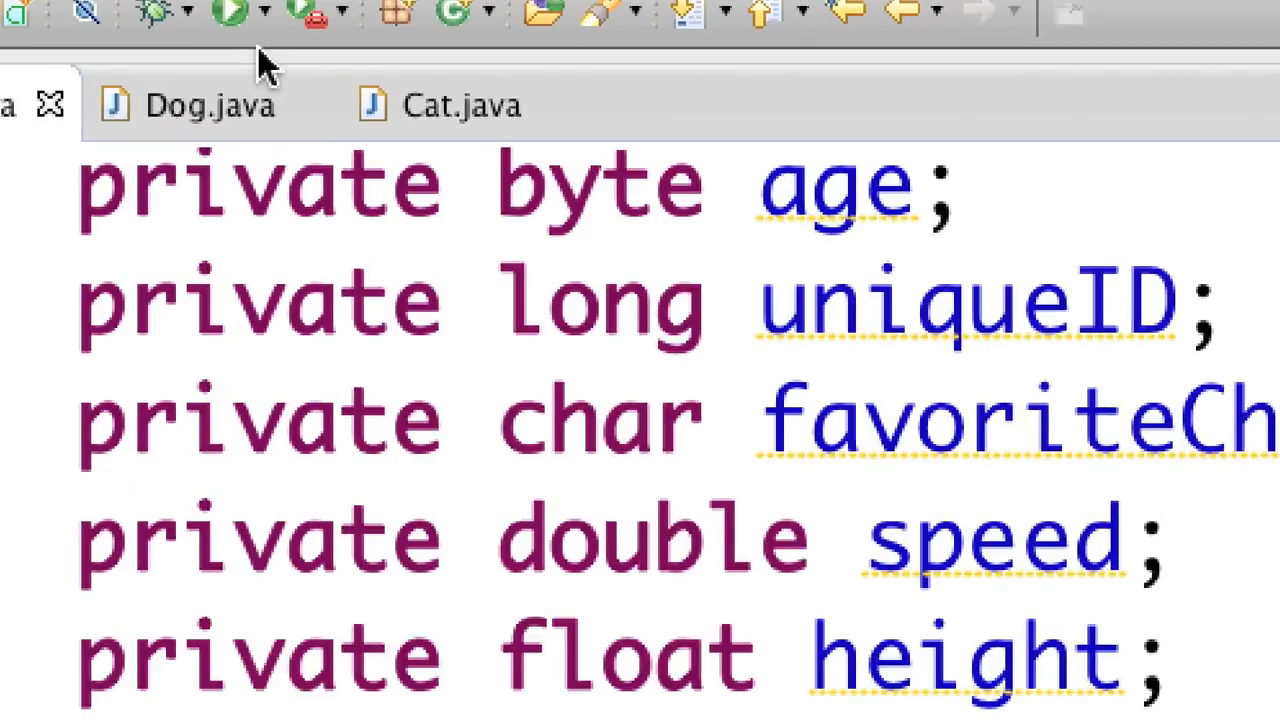 a Dog.java Cat.java
private byte age;
private long uniqueID;
private char favoriteCh
private double speed;
private float height;